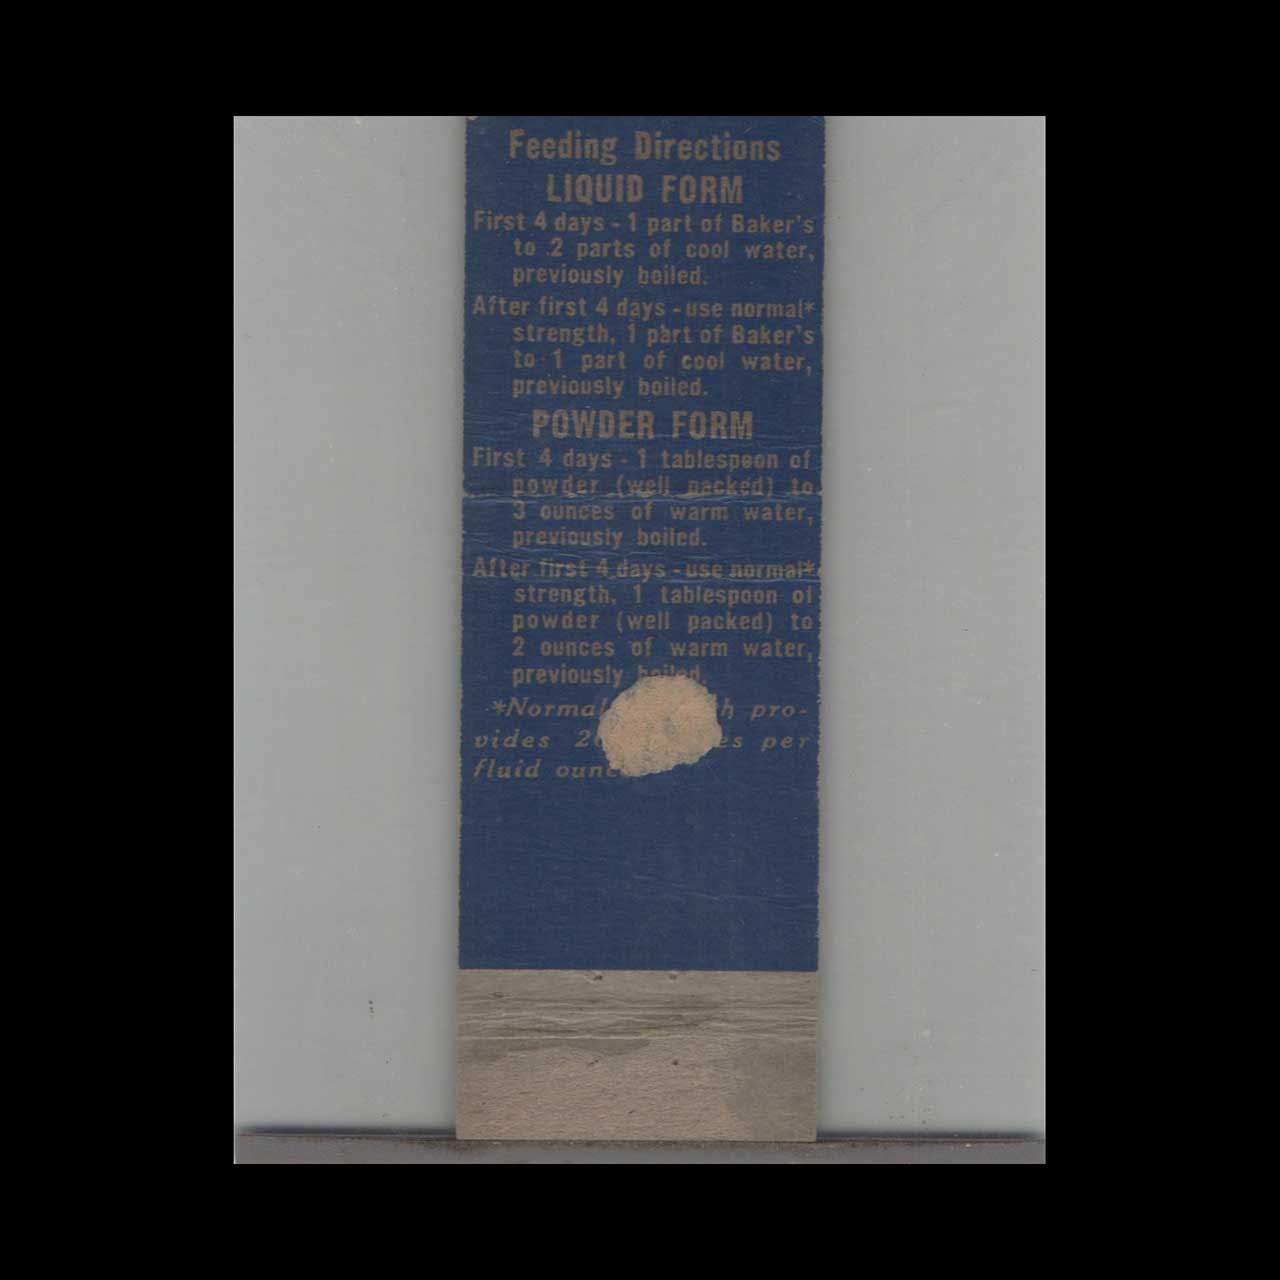 Feeding Directions
LIQUID FORM
First 4 days - 1 part of Baker's
to 2 parts of cool water,
previously boiled.
After first 4 days - use normal*
strength, 1 part of Baker's
to 1 part of cool water,
previously boiled.
POWDER FORM
First 4 days - 1 tablespoon of
powder (well packed) to
3 ounces of warm water,
previously boiled.
After first 4 days - use normal*
strength, 1 tablespoon of
powder (well packed) to
2 ounces of warm water,
previously boiled.
*Normal pro-
vides per
fluid